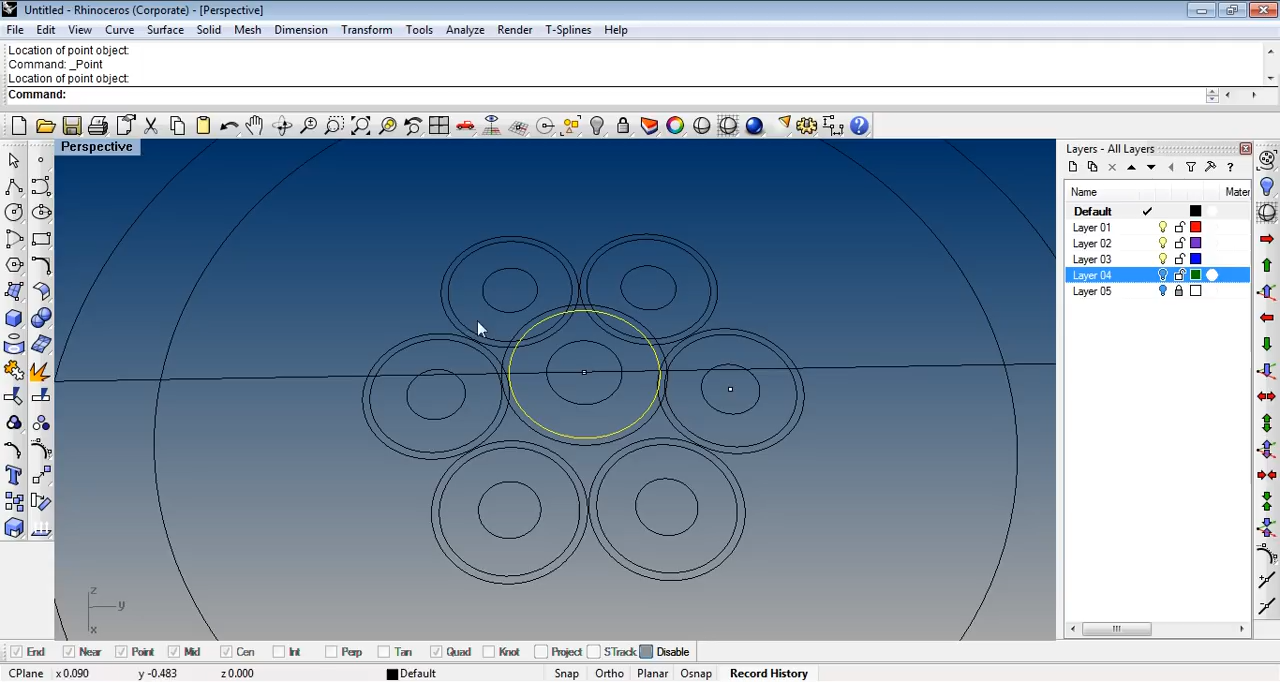 Untitled - Rhinoceros (Corporate) - [Perspective]
File Edit View Curve Surface Solid Mesh Dimension Transform Tools Analyze Render T-Splines Help
Location of point object:
Command: _Point
Location of point object:
Command:
Perspective
Layers - All Layers
Name Mater
Default
Layer 01
Layer 02
Layer 03
Layer 04
Layer 05
z
y
x
End Near Point Mid Cen Int Perp Tan Quad Knot Project STrack Disable
CPlane x 0.090 y -0.483 z 0.000 Default Snap Ortho Planar Osnap Record History